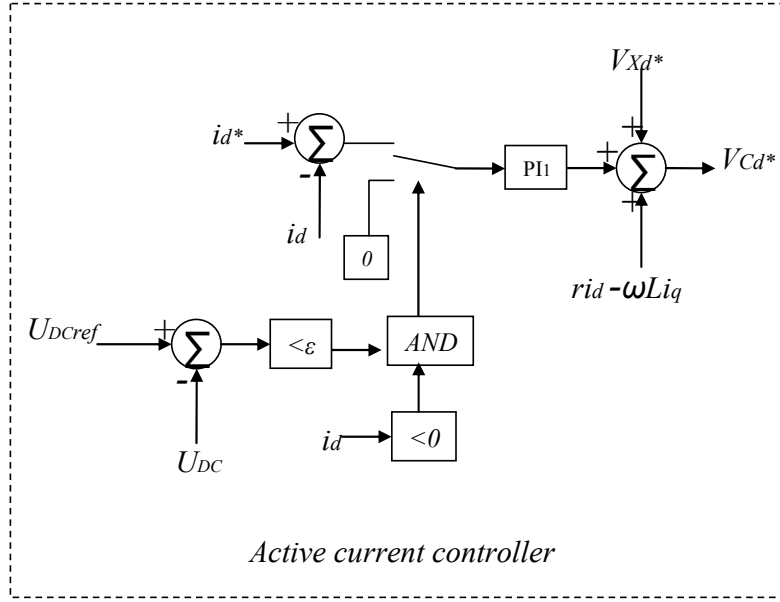 VXd*
+
+
id*
Σ
+
Σ
VCd*
-
PI1
+
id
0
rid -ωLiq
UDCref
+
Σ
<ε
AND
-
id
<0
UDC
Active current controller